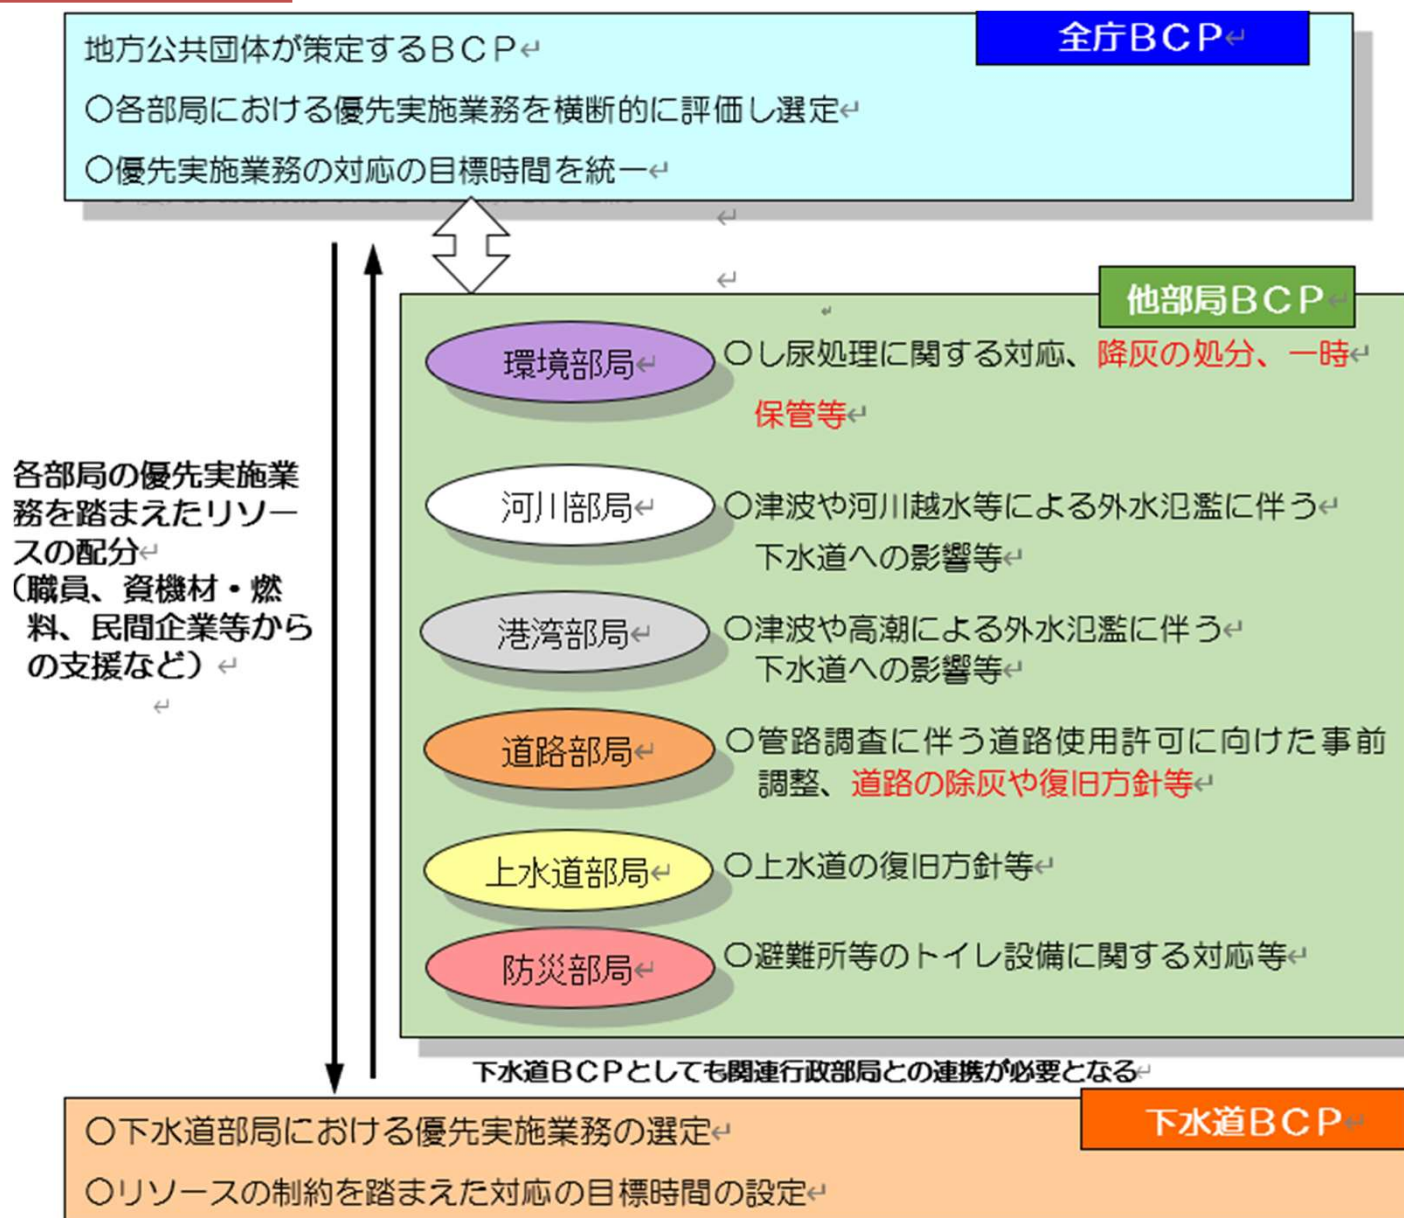 全庁BCP
地方公共団体が策定するBCP
○各部局における優先実施業務を横断的に評価し選定
○優先実施業務の対応の目標時間を統一
各部局の優先実施業
務を踏まえたリソー
スの配分
（職員、資機材・燃
料、民間企業等から
の支援など）
他部局BCP
環境部局
○し尿処理に関する対応、降灰の処分、一時
保管等
河川部局
○津波や河川越水等による外水氾濫に伴う
下水道への影響等
港湾部局
○津波や高潮による外水氾濫に伴う
下水道への影響等
道路部局
○管路調査に伴う道路使用許可に向けた事前
調整、道路の除灰や復旧方針等
上水道部局
○上水道の復旧方針等
防災部局
○避難所等のトイレ設備に関する対応等
下水道BCPとしても関連行政部局との連携が必要となる
下水道BCP
○下水道部局における優先実施業務の選定
○リソースの制約を踏まえた対応の目標時間の設定